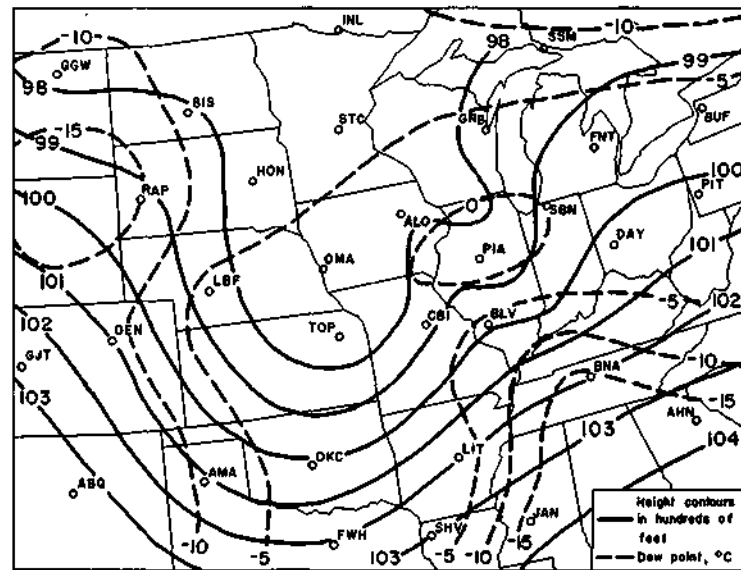 INL
-10
98
SSM
-10
GGW
99
-5
98
BIS
STC
GRB
BUF
-15
FNT
99
HON
100
RAP
PIT
100
0
SBN
ALO
101
DAY
PIA
101
OMA
LBF
102
-5
102
DEN
TOP
CBI
BLV
GJT
-10
BNA
103
-15
AHN
103
104
LIT
OKC
AMA
ABQ
Height contours
in hundreds of
feet
Dew point, °C
JAN
SHV
FWH
-10
-5
103
-5
-10
-15